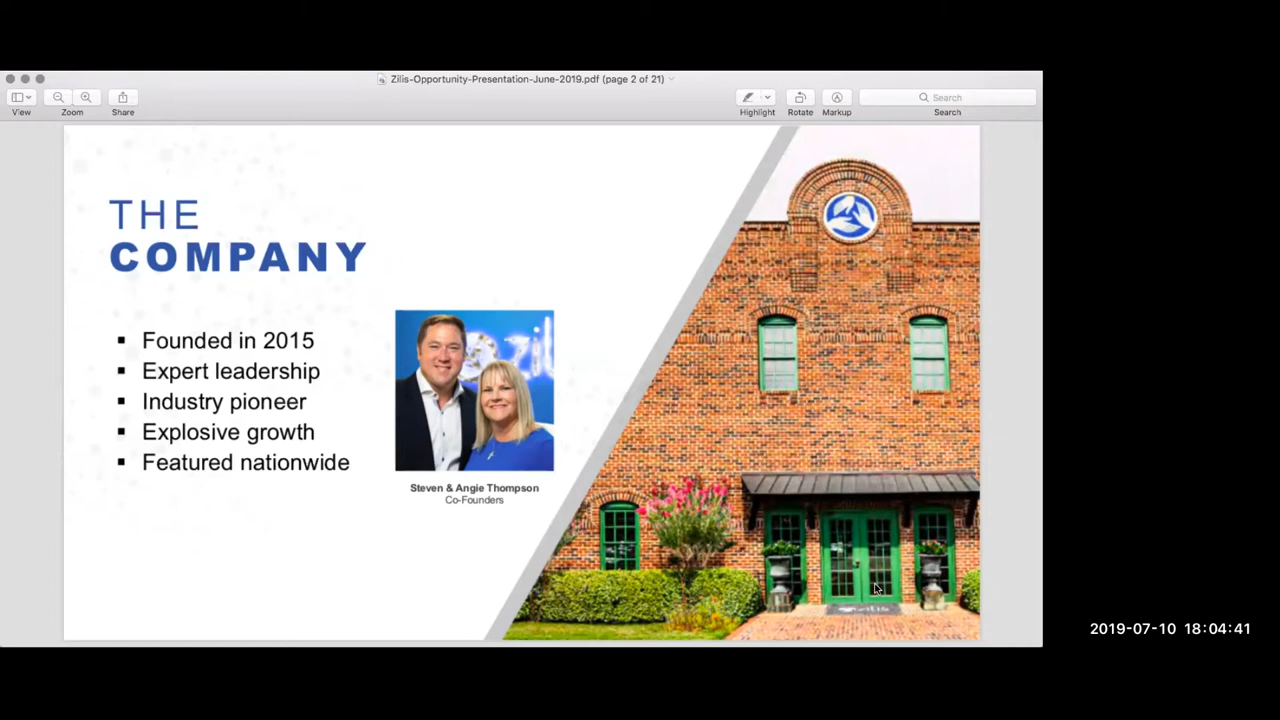 Zilis-Opportunity-Presentation-June-2019.pdf (page 2 of 21)
View
Zoom
Share
Highlight
Rotate
Markup
Search
Search
THE
COMPANY
▪ Founded in 2015
▪ Expert leadership
▪ Industry pioneer
▪ Explosive growth
▪ Featured nationwide
zil
Steven & Angie Thompson
Co-Founders
zilis
2019-07-10 18:04:41